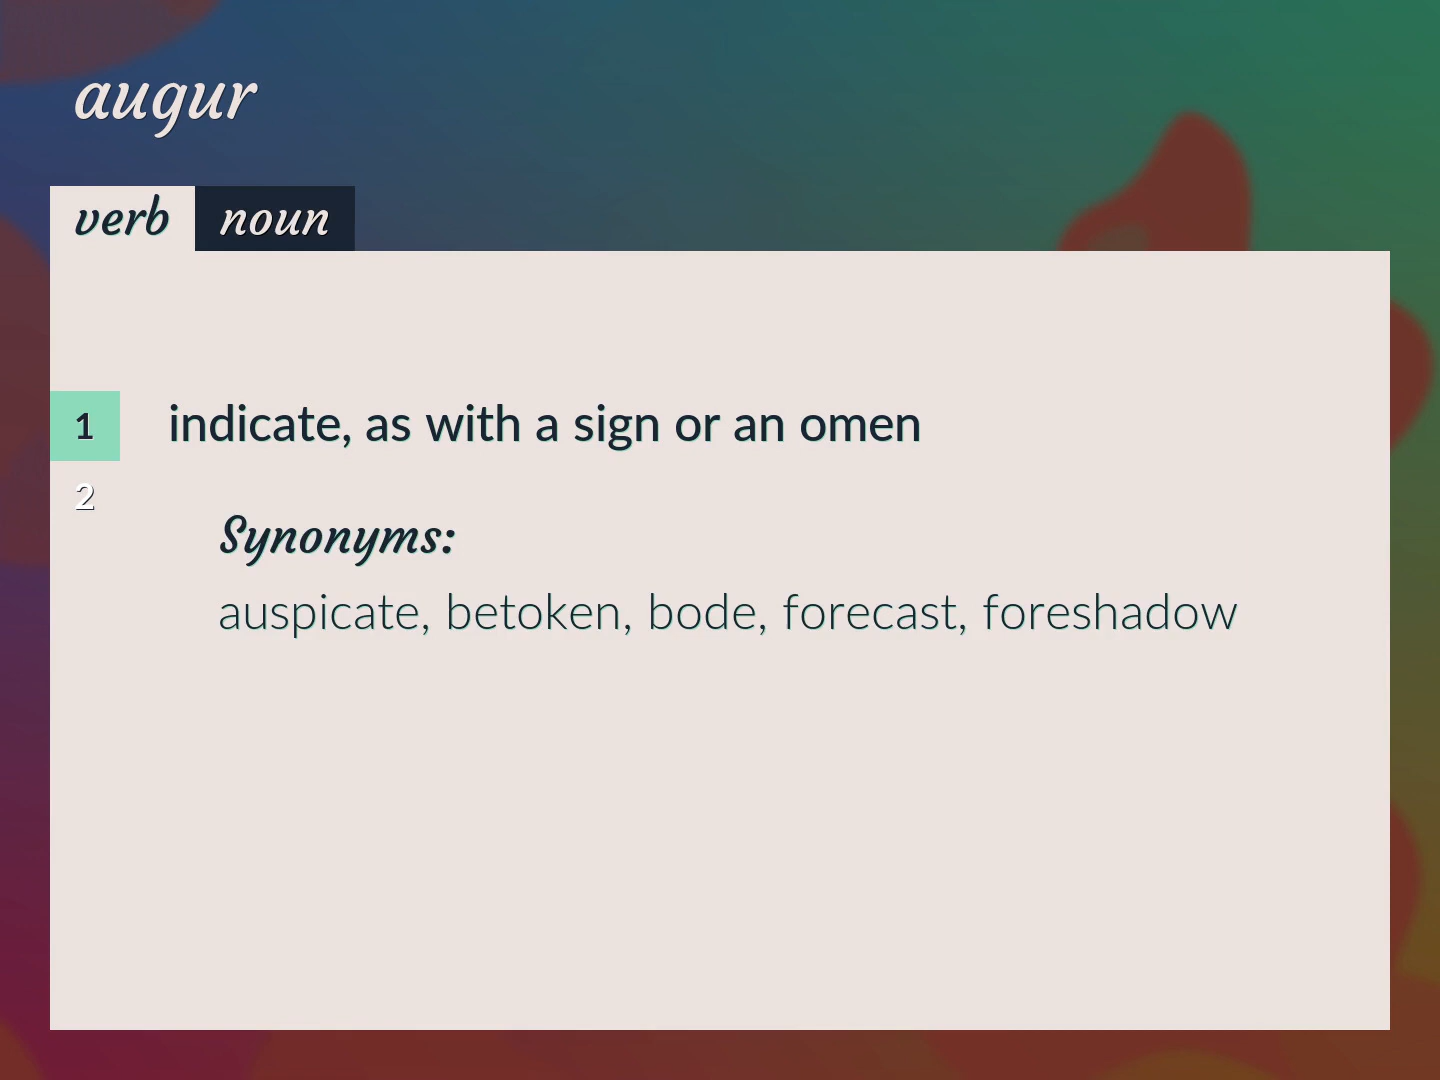 augur
verb noun
1 indicate, as with a sign or an omen
2
Synonyms:
auspicate, betoken, bode, forecast, foreshadow